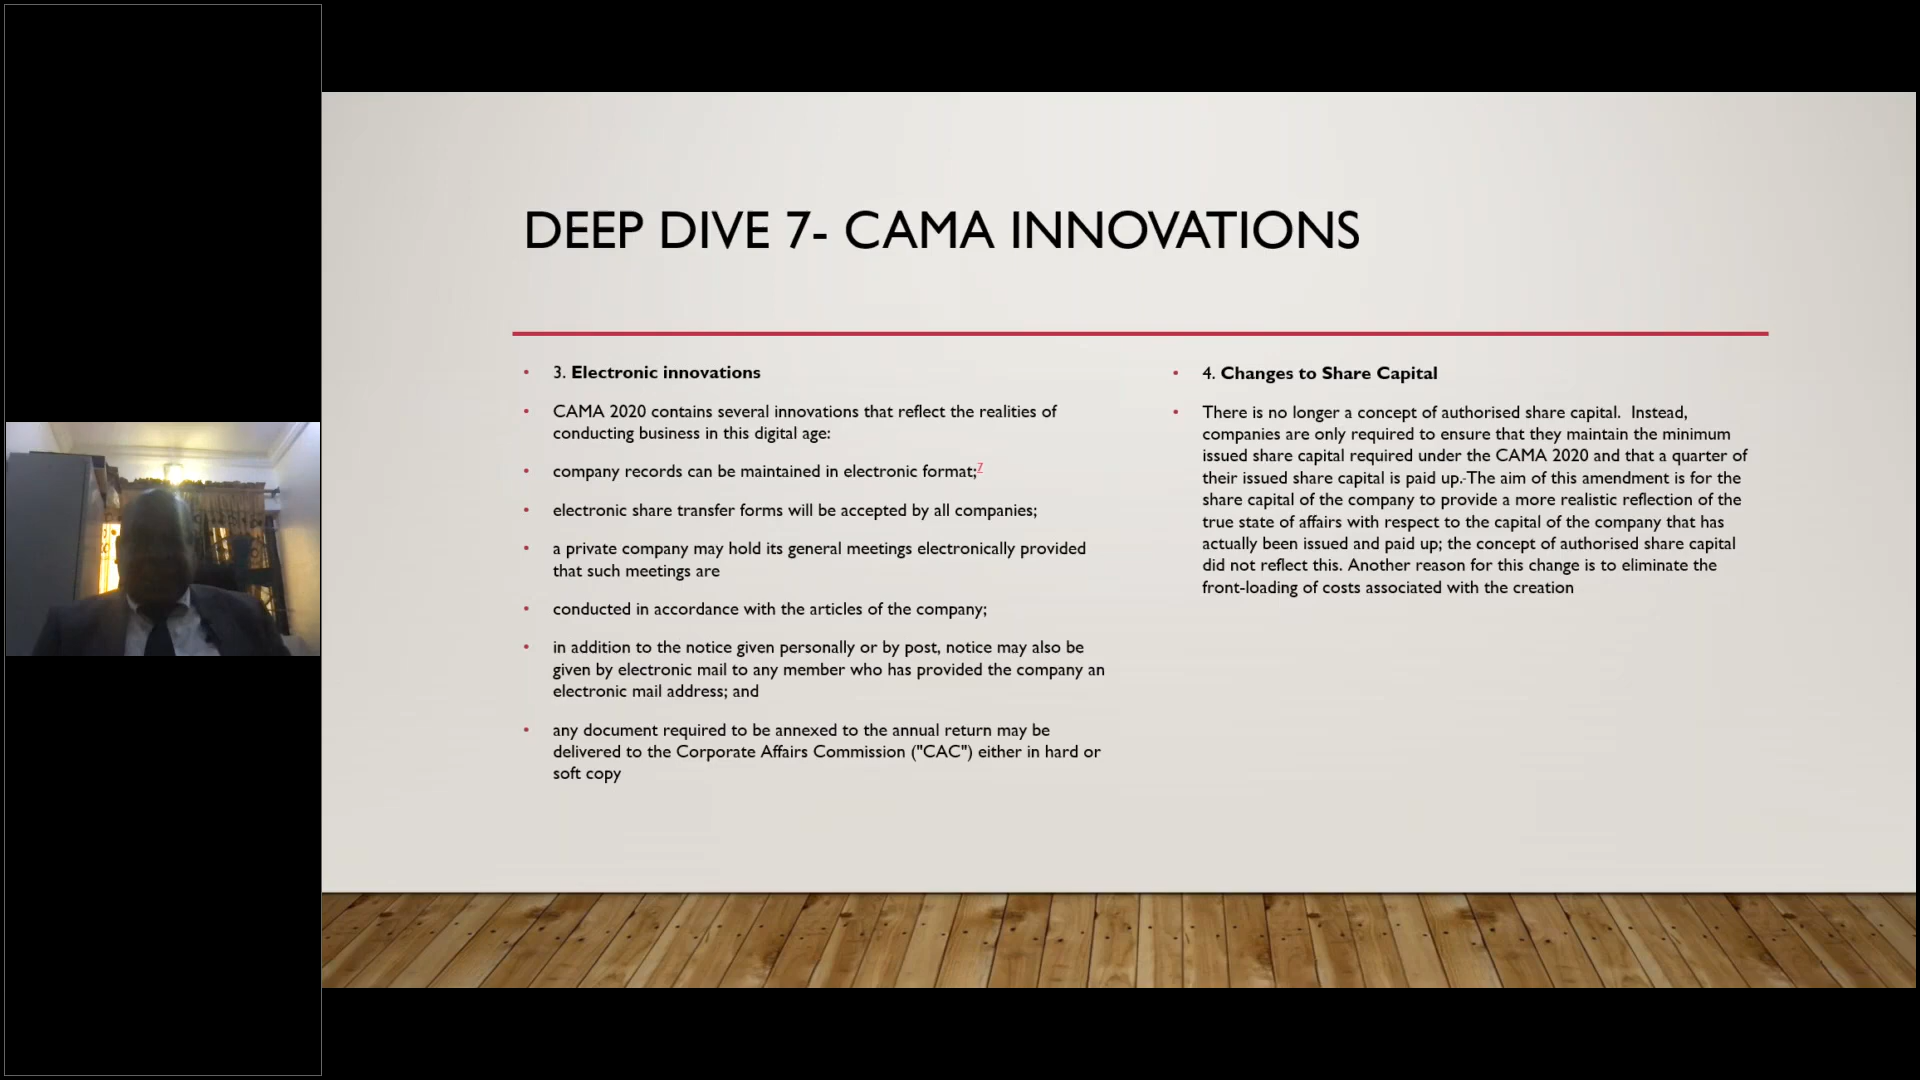 DEEP DIVE 7- CAMA INNOVATIONS
3. Electronic innovations
CAMA 2020 contains several innovations that reflect the realities of
conducting business in this digital age:
company records can be maintained in electronic format;7
electronic share transfer forms will be accepted by all companies;
a private company may hold its general meetings electronically provided
that such meetings are
conducted in accordance with the articles of the company;
in addition to the notice given personally or by post, notice may also be
given by electronic mail to any member who has provided the company an
electronic mail address; and
any document required to be annexed to the annual return may be
delivered to the Corporate Affairs Commission ("CAC") either in hard or
soft copy
4. Changes to Share Capital
There is no longer a concept of authorised share capital.  Instead,
companies are only required to ensure that they maintain the minimum
issued share capital required under the CAMA 2020 and that a quarter of
their issued share capital is paid up. The aim of this amendment is for the
share capital of the company to provide a more realistic reflection of the
true state of affairs with respect to the capital of the company that has
actually been issued and paid up; the concept of authorised share capital
did not reflect this. Another reason for this change is to eliminate the
front-loading of costs associated with the creation